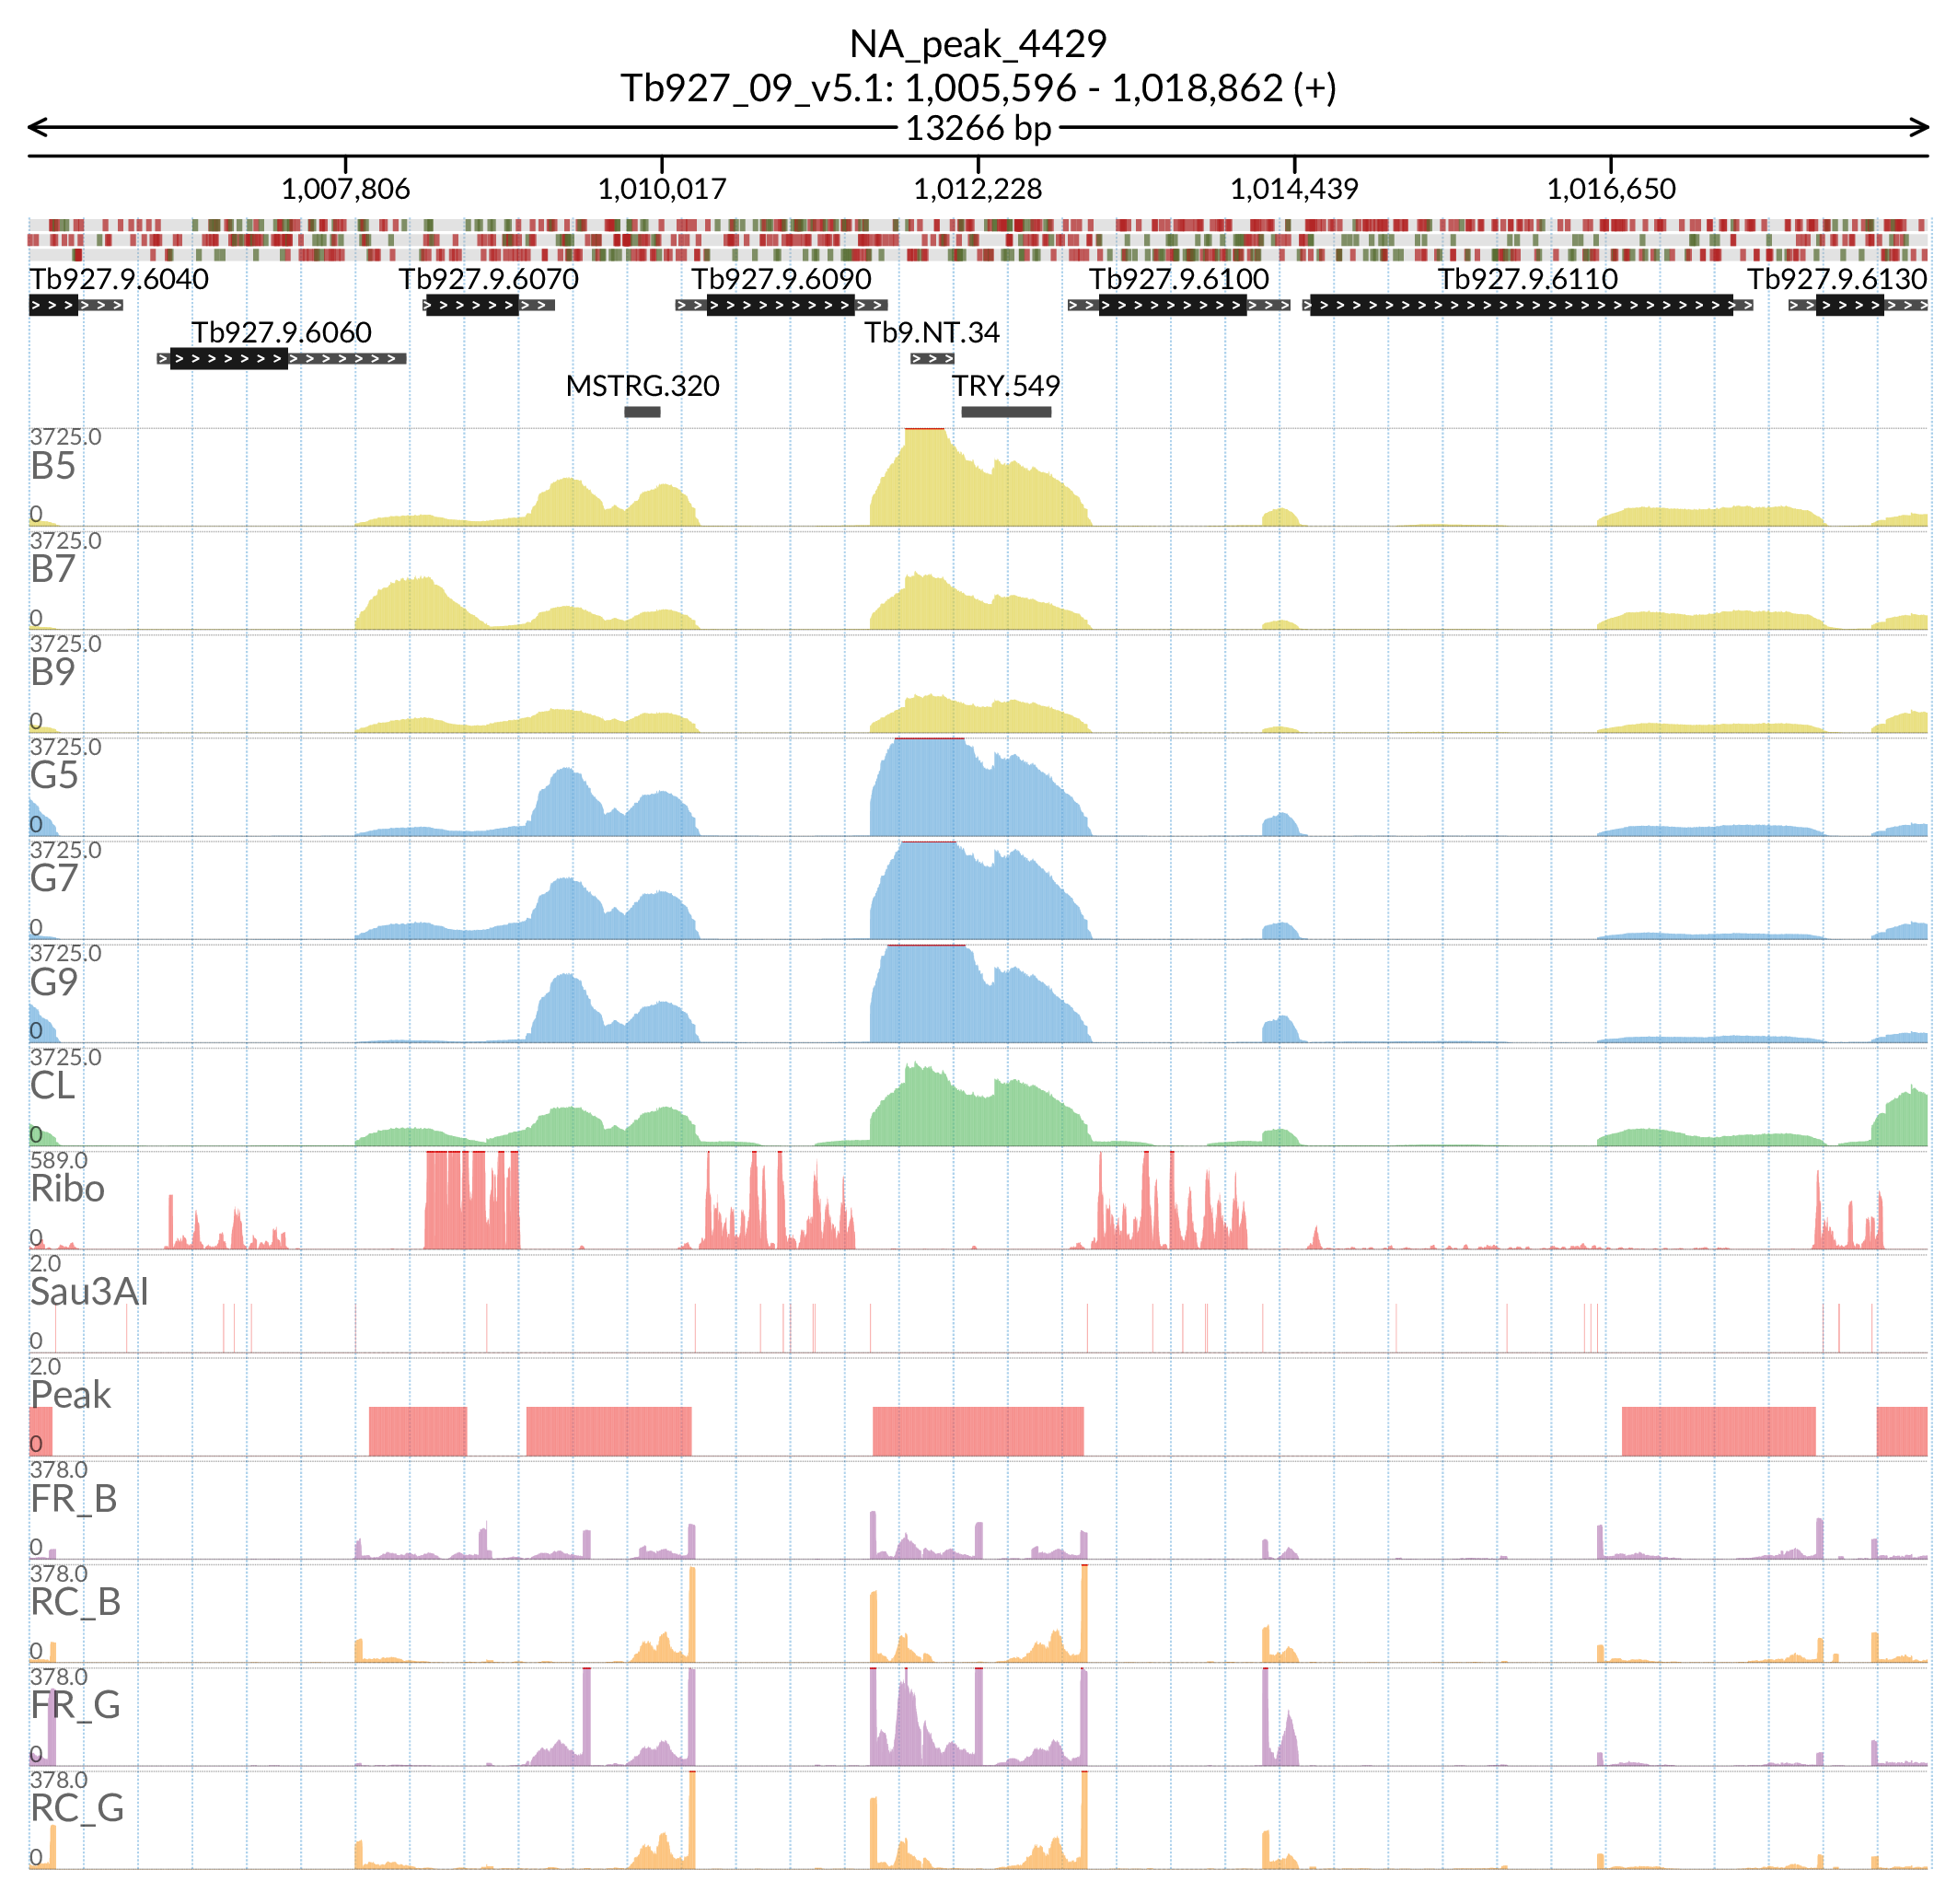 NA_peak_4429
Tb927_09_v5.1: 1,005,596 - 1,018,862 (+)
13266 bp
1,007,806 1,010,017 1,012,228 1,014,439 1,016,650
Tb927.9.6040 Tb927.9.6070 Tb927.9.6090 Tb927.9.6100 Tb927.9.6110 Tb927.9.6130
Tb927.9.6060 Tb9.NT.34
MSTRG.320 TRY.549
3725.0
B5
0
3725.0
B7
0
3725.0
B9
0
3725.0
G5
0
3725.0
G7
0
3725.0
G9
0
3725.0
CL
0
589.0
Ribo
0
2.0
Sau3AI
0
2.0
Peak
0
378.0
FR_B
0
378.0
RC_B
0
378.0
FR_G
0
378.0
RC_G
0